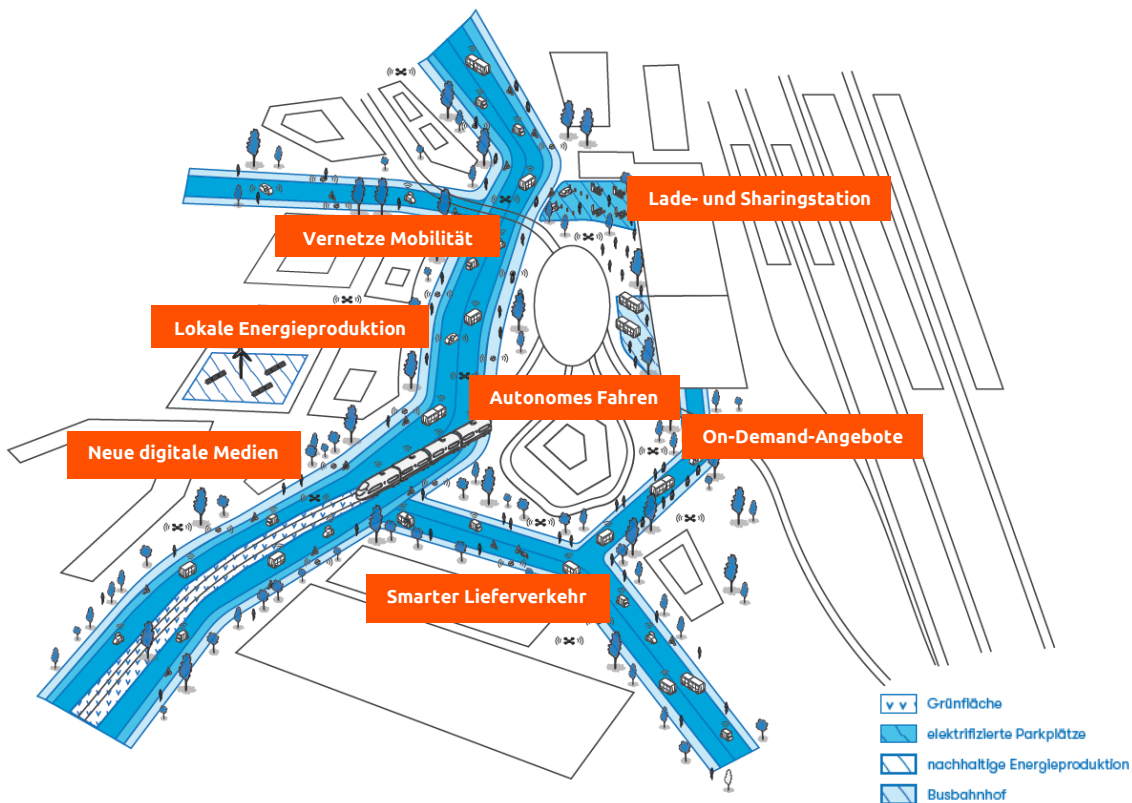 Lade- und Sharingstation
Vernetze Mobilität
Lokale Energieproduktion
Autonomes Fahren
On-Demand-Angebote
Neue digitale Medien
Smarter Lieferverkehr
Grünfläche
elektrifizierte Parkplätze
nachhaltige Energieproduktion
Busbahnhof